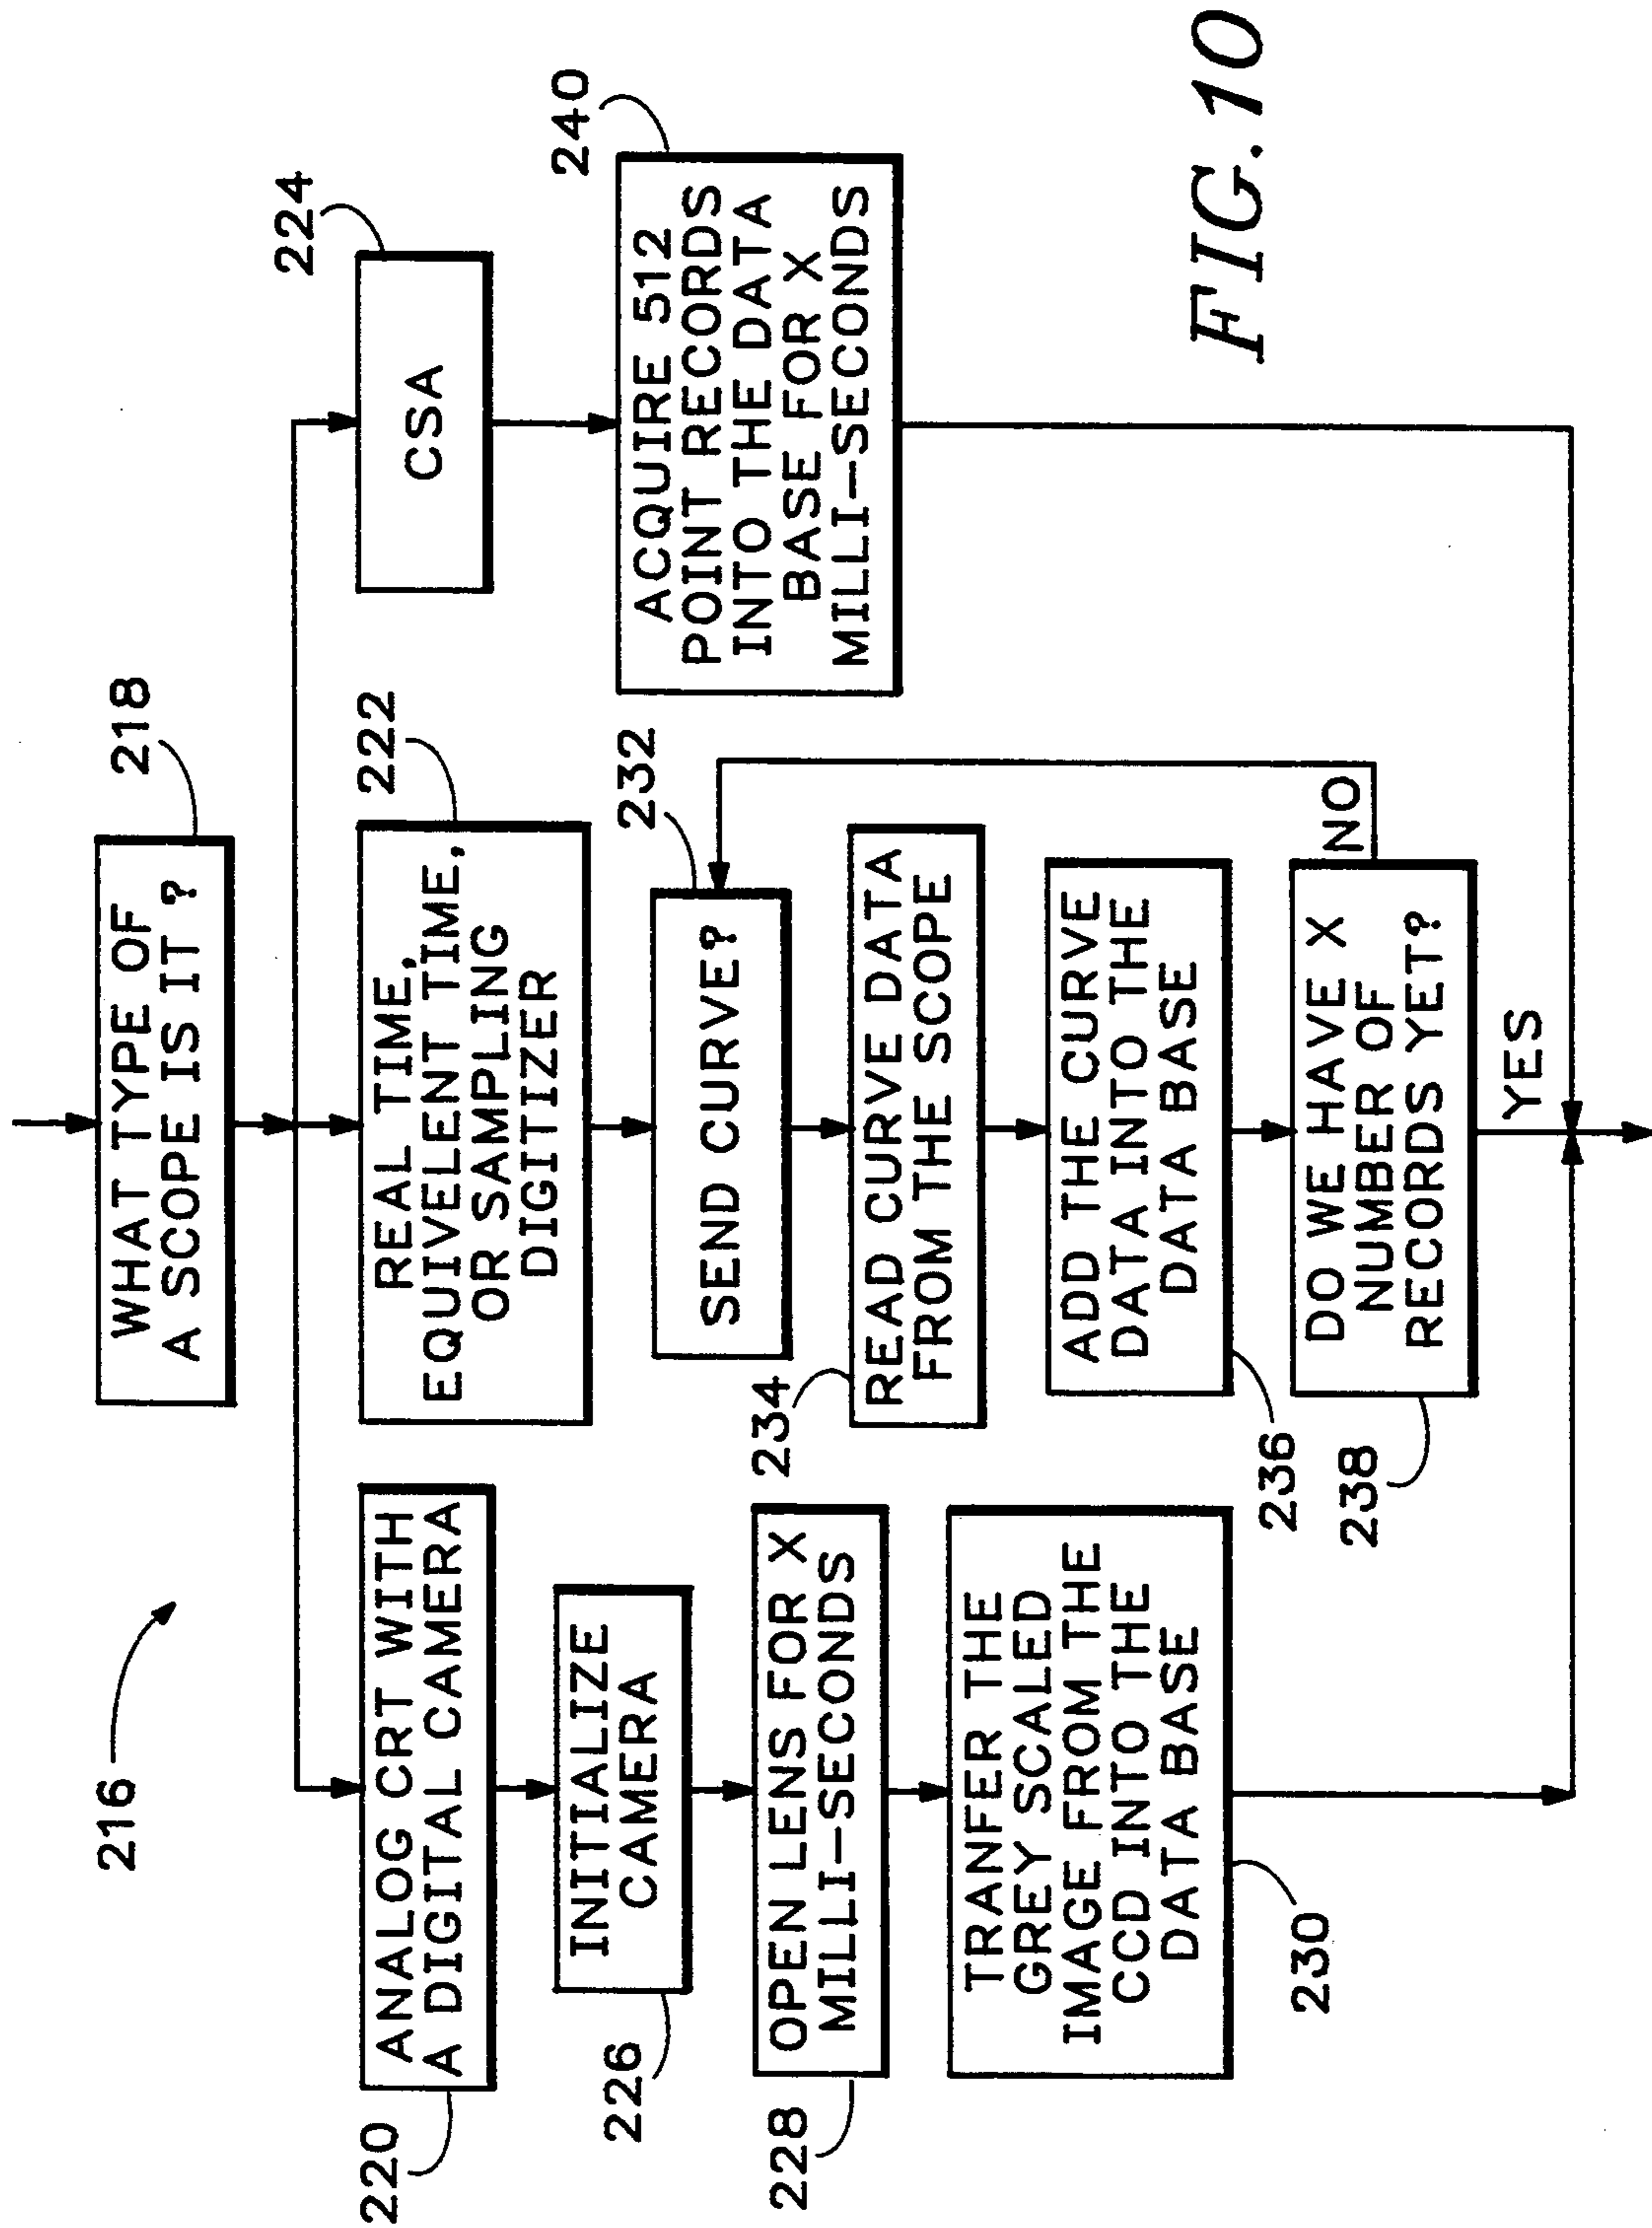 216
218
WHAT TYPE OF
A SCOPE IS IT ?
220
ANALOG CRT WITH
A DIGITAL CAMERA
222
REAL TIME,
EQUIVELENT TIME,
OR SAMPLING
DIGITIZER
224
CSA
226
INITIALIZE
CAMERA
228
OPEN LENS FOR X
MILLI-SECONDS
230
TRANFER THE
GREY SCALED
IMAGE FROM THE
CCD INTO THE
DATA BASE
232
SEND CURVE?
234
READ CURVE DATA
FROM THE SCOPE
236
ADD THE CURVE
DATA INTO THE
DATA BASE
238
DO WE HAVE X
NUMBER OF
RECORDS YET?
NO
YES
240
ACQUIRE 512
POINT RECORDS
INTO THE DATA
BASE FOR X
MILLI-SECONDS
FIG.10